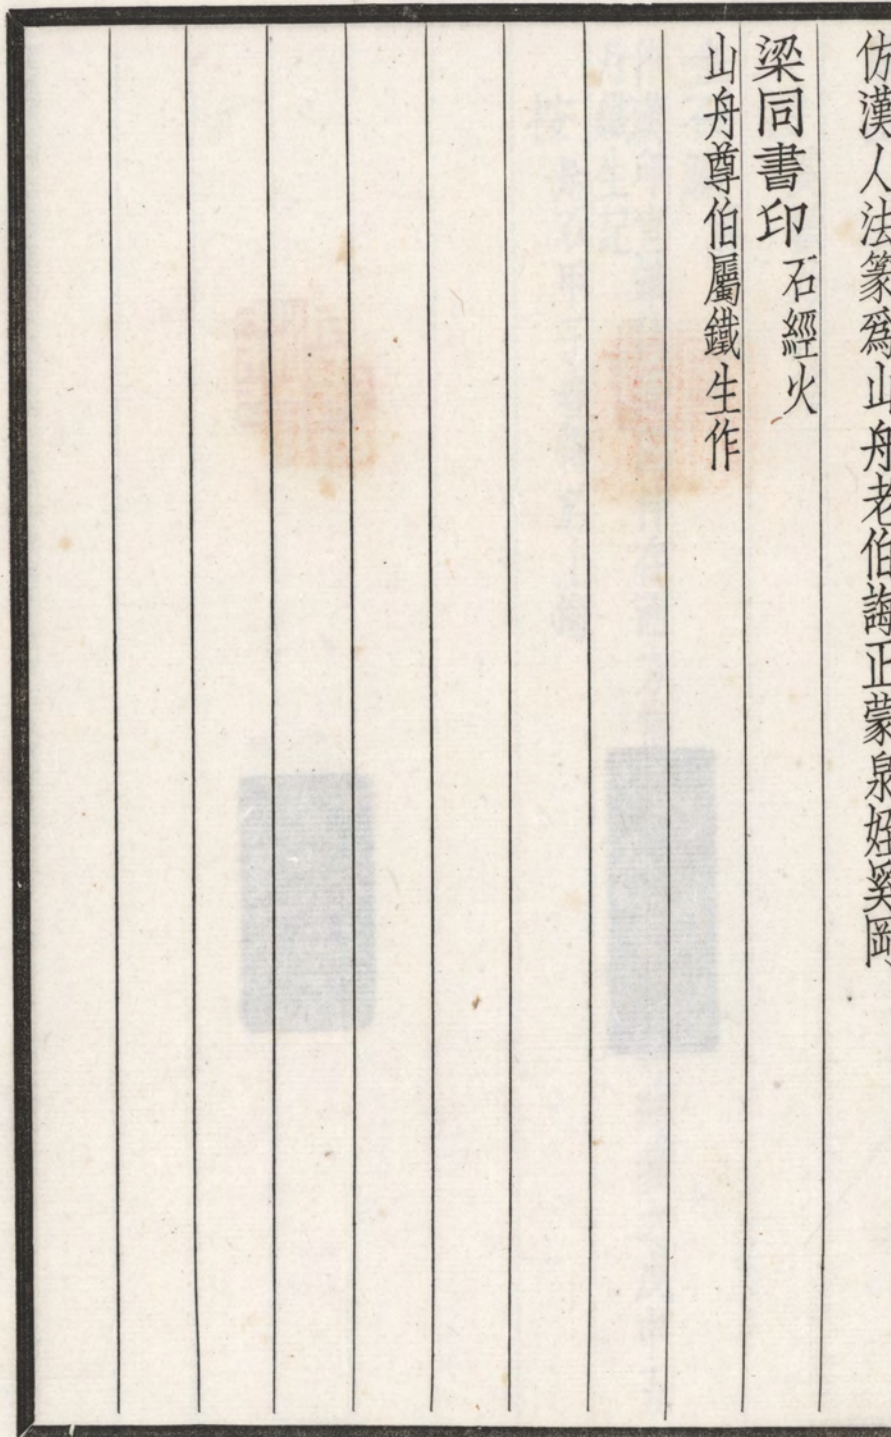 仿漢人法篆爲山舟老伯誨正蒙泉姪奚岡
梁同書印 石經火
山舟尊伯屬鐵生作